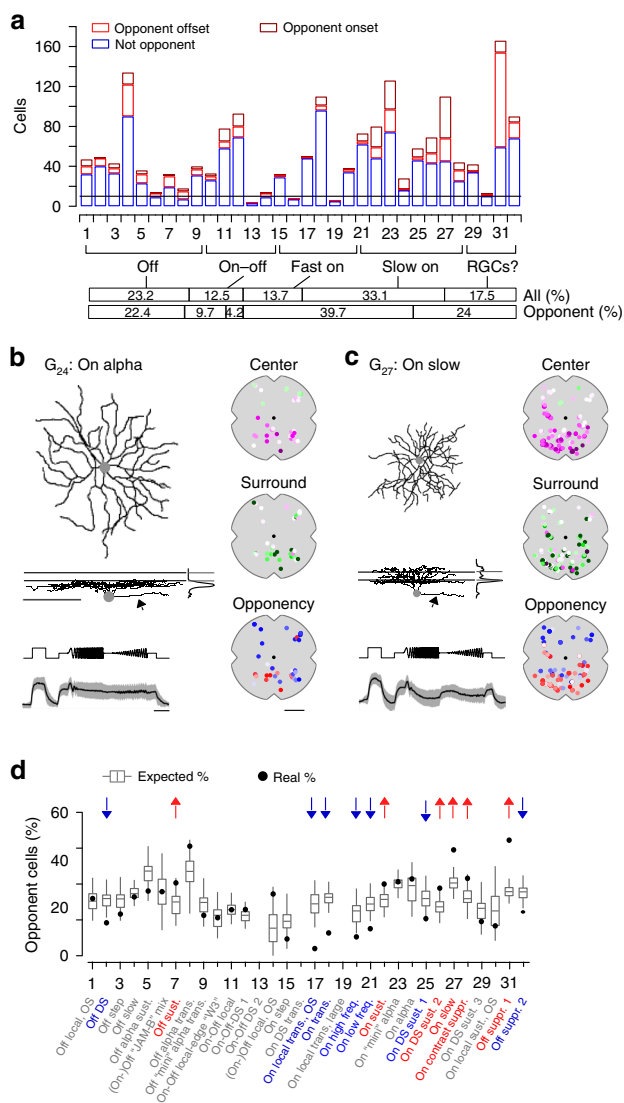 a
Opponent offset
Opponent onset
Not opponent
Cells
160
120
80
40
0
1 3 5 7 9 11 13 15 17 19 21 23 25 27 29 31
Off On–off Fast on Slow on RGCs?
23.2 12.5 13.7 33.1 17.5 All (%)
22.4 9.7 4.2 39.7 24 Opponent (%)
b
G24: On alpha
Center
Surround
Opponency
c
G27: On slow
Center
Surround
Opponency
d
Expected %
Real %
Opponent cells (%)
60
40
20
0
1 3 5 7 9 11 13 15 17 19 21 23 25 27 29 31
Off local, OS
Off DS
Off step
Off slow
Off alpha sust.
(On-)Off "JAM-B" mix
Off sust.
Off alpha trans.
Off "mini" alpha trans.
On-Off local-edge "W3"
On-Off local
On-Off-DS 1
On-Off-DS 2
(On-)Off local, OS
On step
On DS trans.
On local trans., OS
On trans.
On local trans, large
On high freq.
On low freq.
On sust.
On "mini" alpha
On alpha
On DS sust. 1
On DS sust. 2
On slow
On contrast suppr.
On DS sust. 3
On local sust., OS
Off suppr. 1
Off suppr. 2